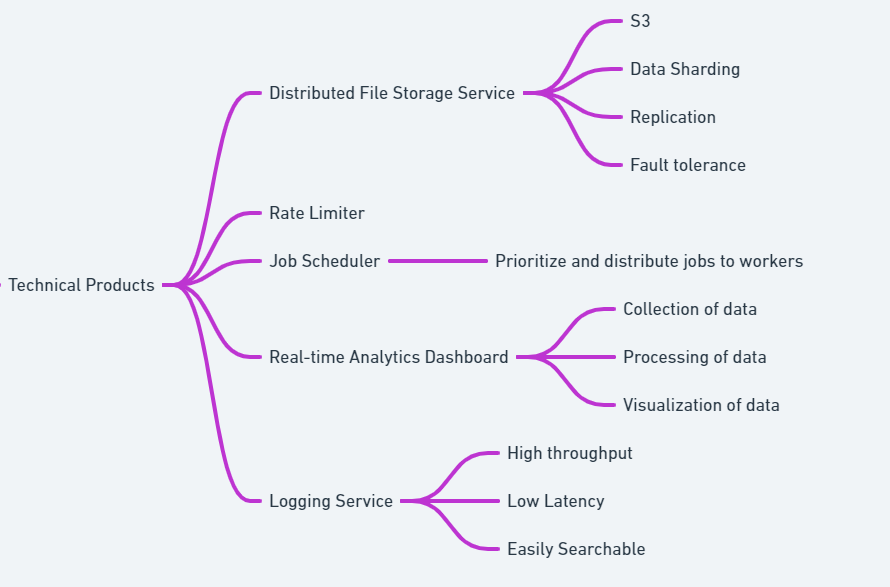 Technical Products
Distributed File Storage Service
S3
Data Sharding
Replication
Fault tolerance
Rate Limiter
Job Scheduler
Prioritize and distribute jobs to workers
Real-time Analytics Dashboard
Collection of data
Processing of data
Visualization of data
Logging Service
High throughput
Low Latency
Easily Searchable